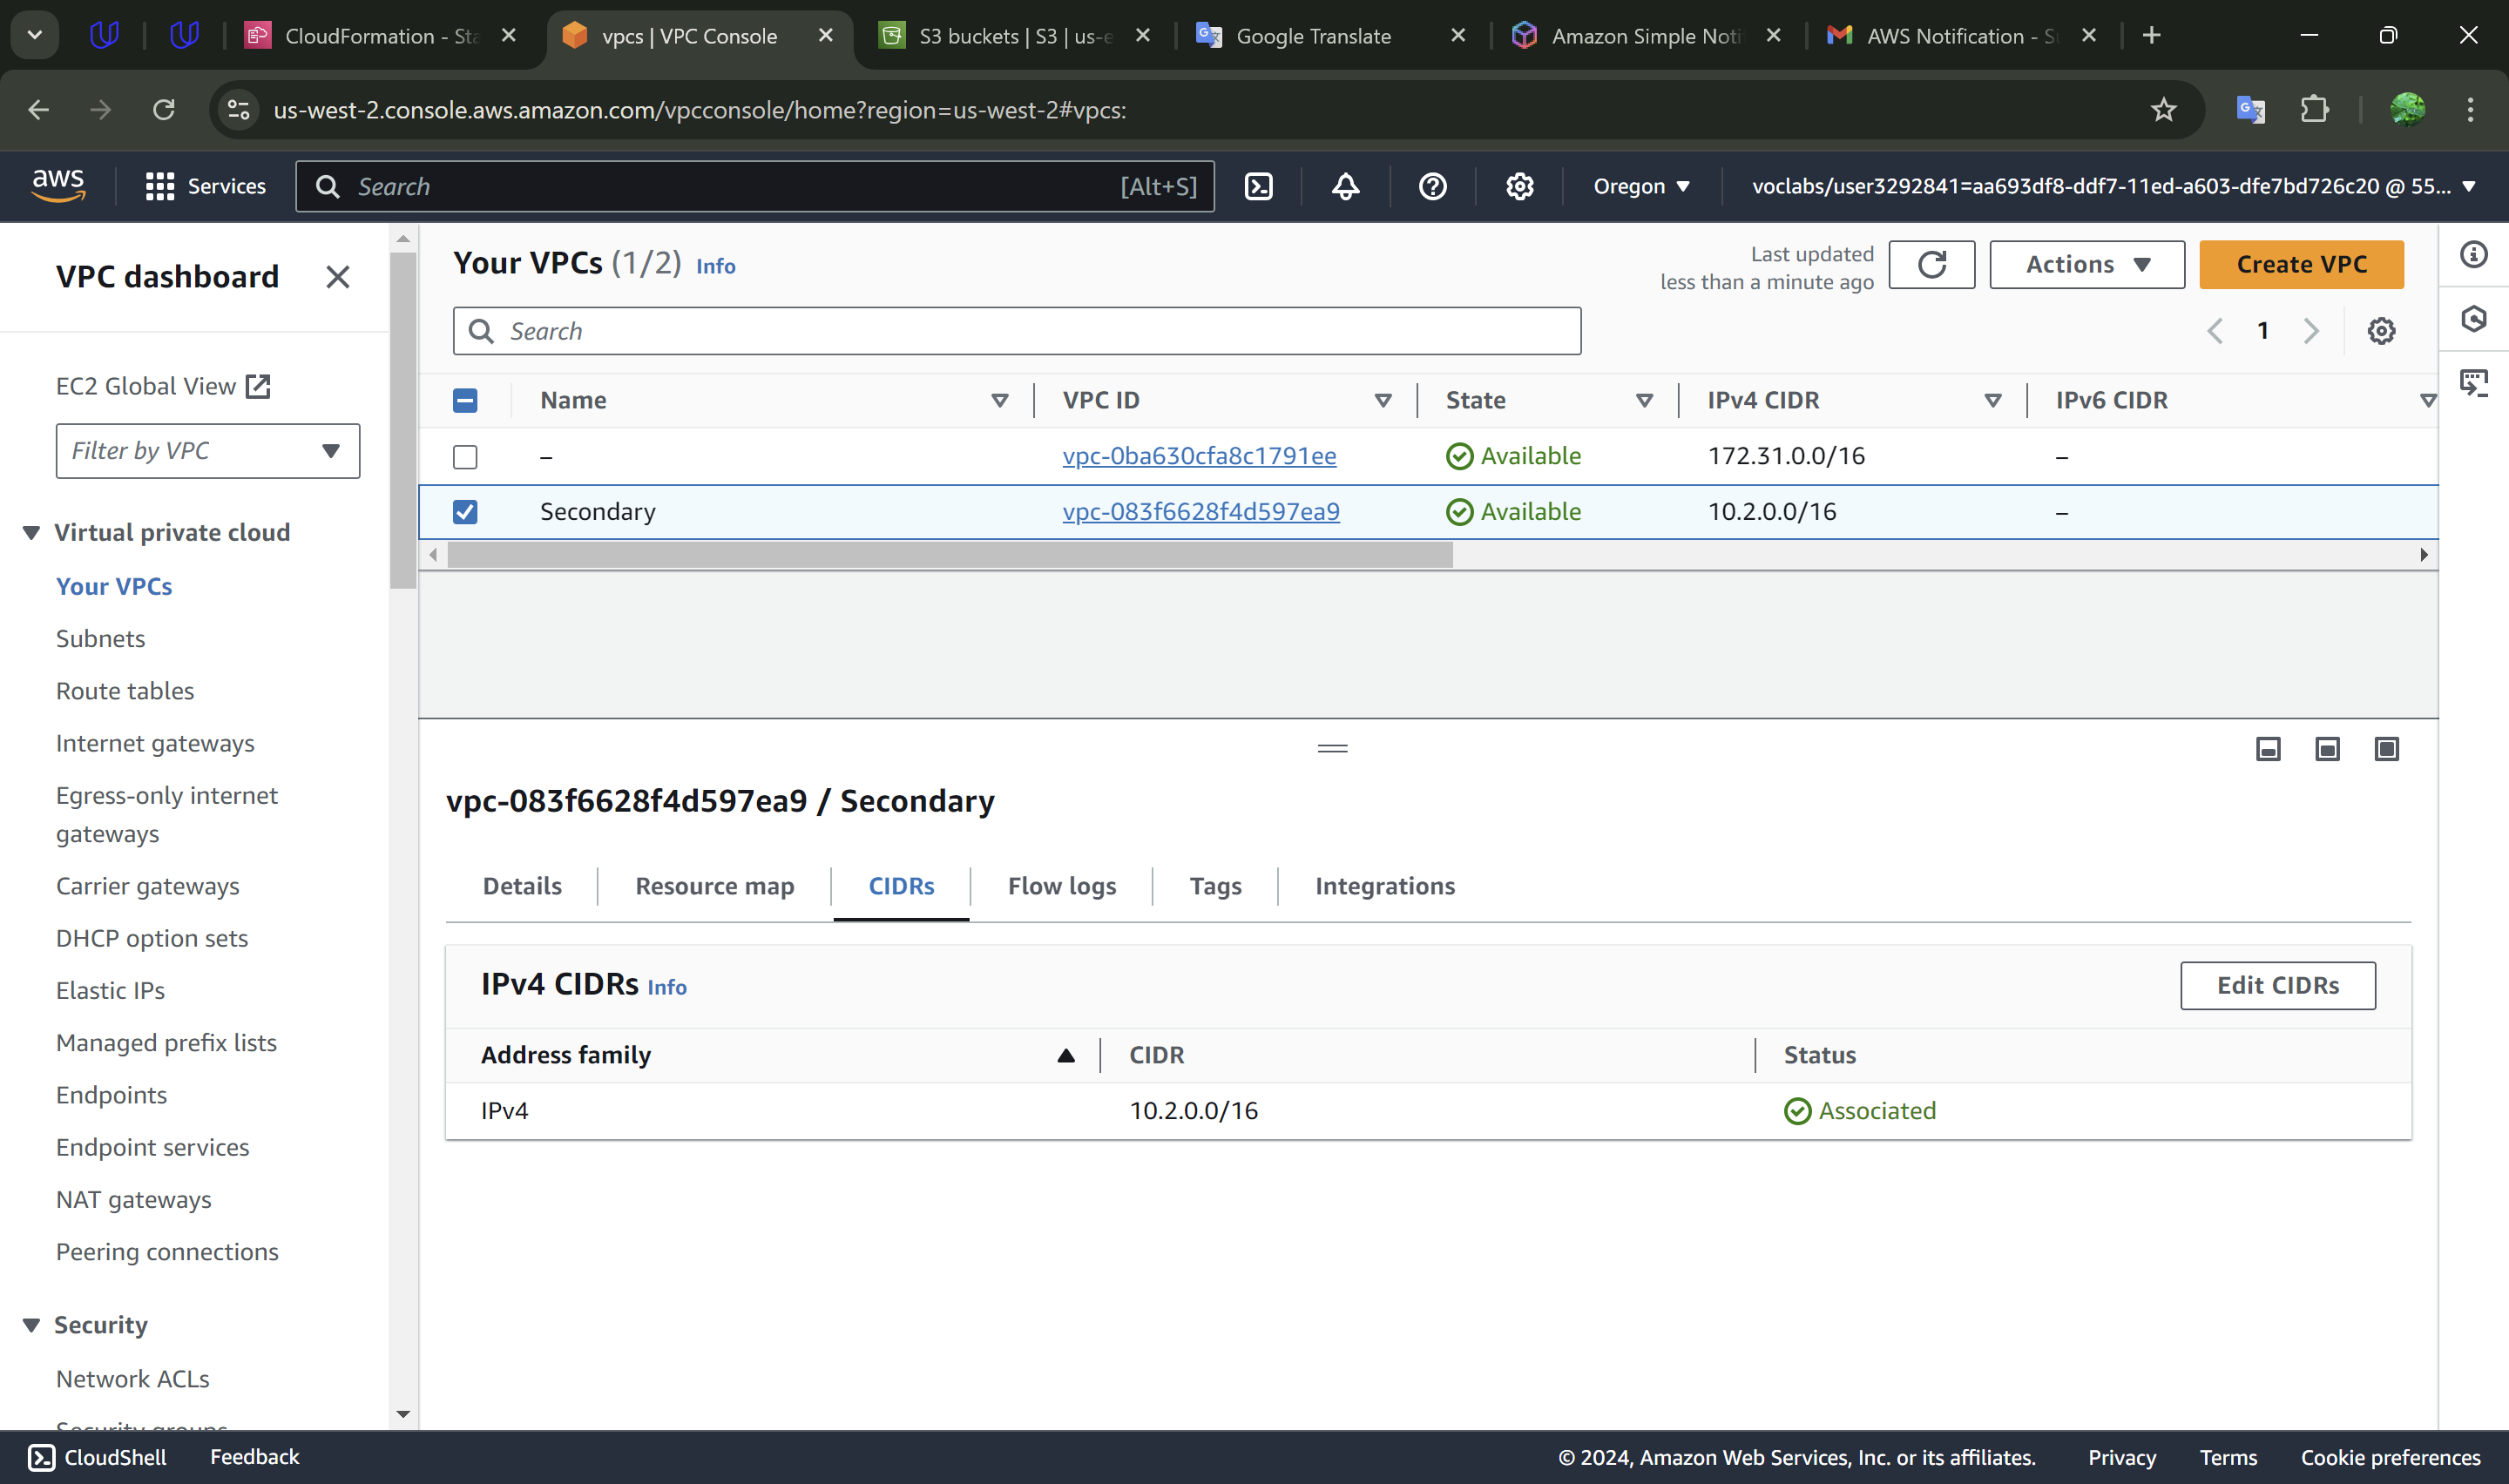 CloudFormation - Sta
vpcs | VPC Console
S3 buckets | S3 | us-e
Google Translate
Amazon Simple Noti
AWS Notification - Su
us-west-2.console.aws.amazon.com/vpcconsole/home?region=us-west-2#vpcs:
aws
Services
Search
[Alt+S]
Oregon
voclabs/user3292841=aa693df8-ddf7-11ed-a603-dfe7bd726c20 @ 55...
VPC dashboard
EC2 Global View
Filter by VPC
Virtual private cloud
Your VPCs
Subnets
Route tables
Internet gateways
Egress-only internet
gateways
Carrier gateways
DHCP option sets
Elastic IPs
Managed prefix lists
Endpoints
Endpoint services
NAT gateways
Peering connections
Security
Network ACLs
Security groups
Your VPCs (1/2) Info
Last updated
less than a minute ago
Actions
Create VPC
Search
1
Name VPC ID State IPv4 CIDR IPv6 CIDR
– vpc-0ba630cfa8c1791ee Available 172.31.0.0/16 –
Secondary vpc-083f6628f4d597ea9 Available 10.2.0.0/16 –
vpc-083f6628f4d597ea9 / Secondary
Details Resource map CIDRs Flow logs Tags Integrations
IPv4 CIDRs Info
Edit CIDRs
Address family CIDR Status
IPv4 10.2.0.0/16 Associated
CloudShell Feedback © 2024, Amazon Web Services, Inc. or its affiliates. Privacy Terms Cookie preferences